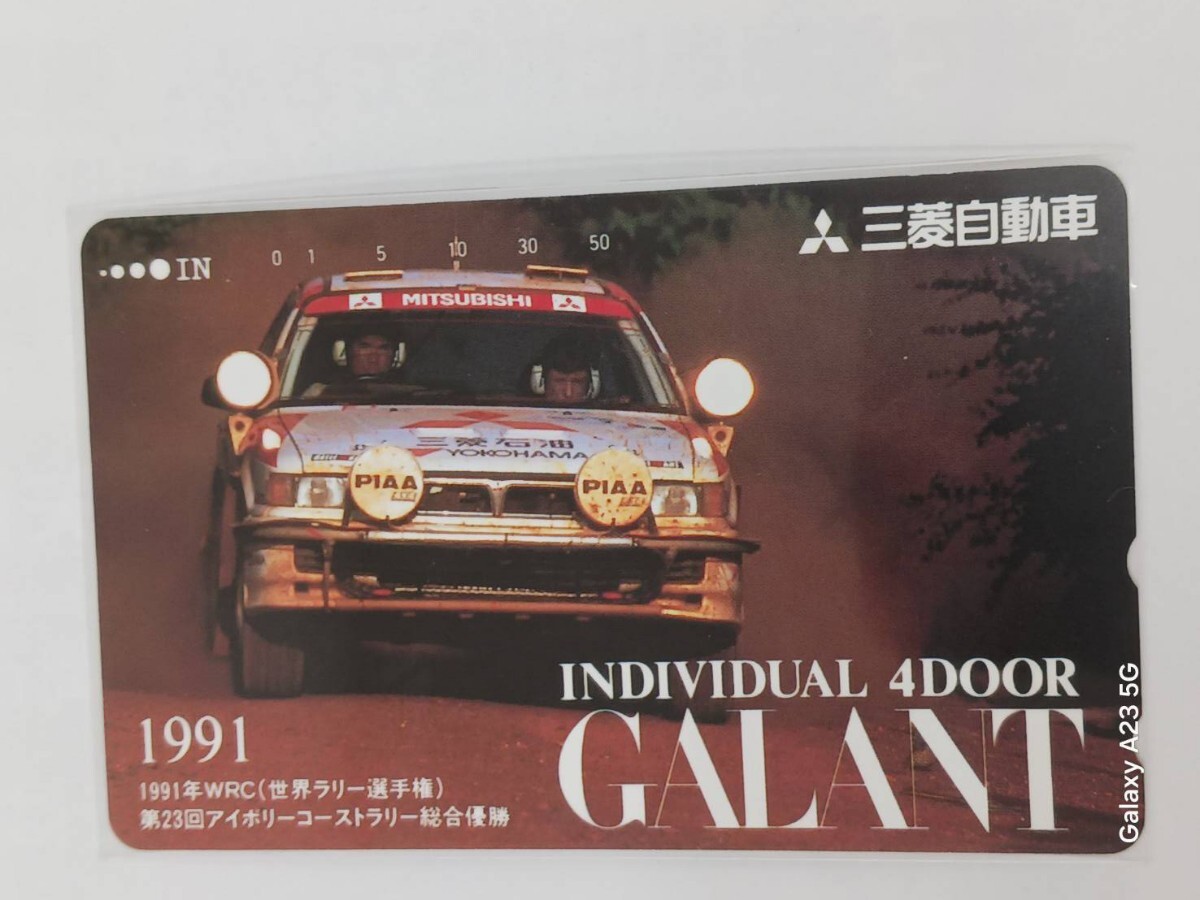 三菱自動車
IN 0 1 5 10 30 50
MITSUBISHI
三菱石油
YOKOHAMA
PIAA PIAA
INDIVIDUAL 4DOOR
GALANT
1991
1991年WRC(世界ラリー選手権)
第23回アイボリーコーストラリー総合優勝
Galaxy A23 5G